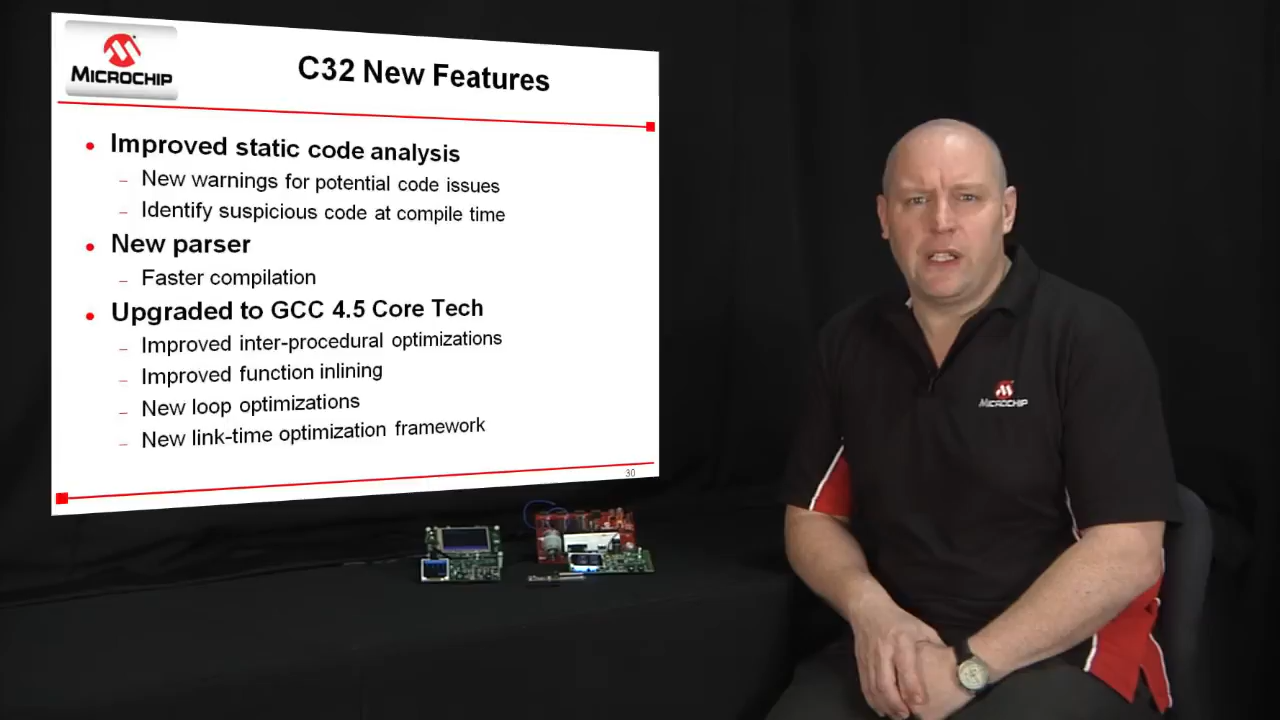 MICROCHIP
C32 New Features
• Improved static code analysis
– New warnings for potential code issues
– Identify suspicious code at compile time
• New parser
– Faster compilation
• Upgraded to GCC 4.5 Core Tech
– Improved inter-procedural optimizations
– Improved function inlining
– New loop optimizations
– New link-time optimization framework
30
MICROCHIP